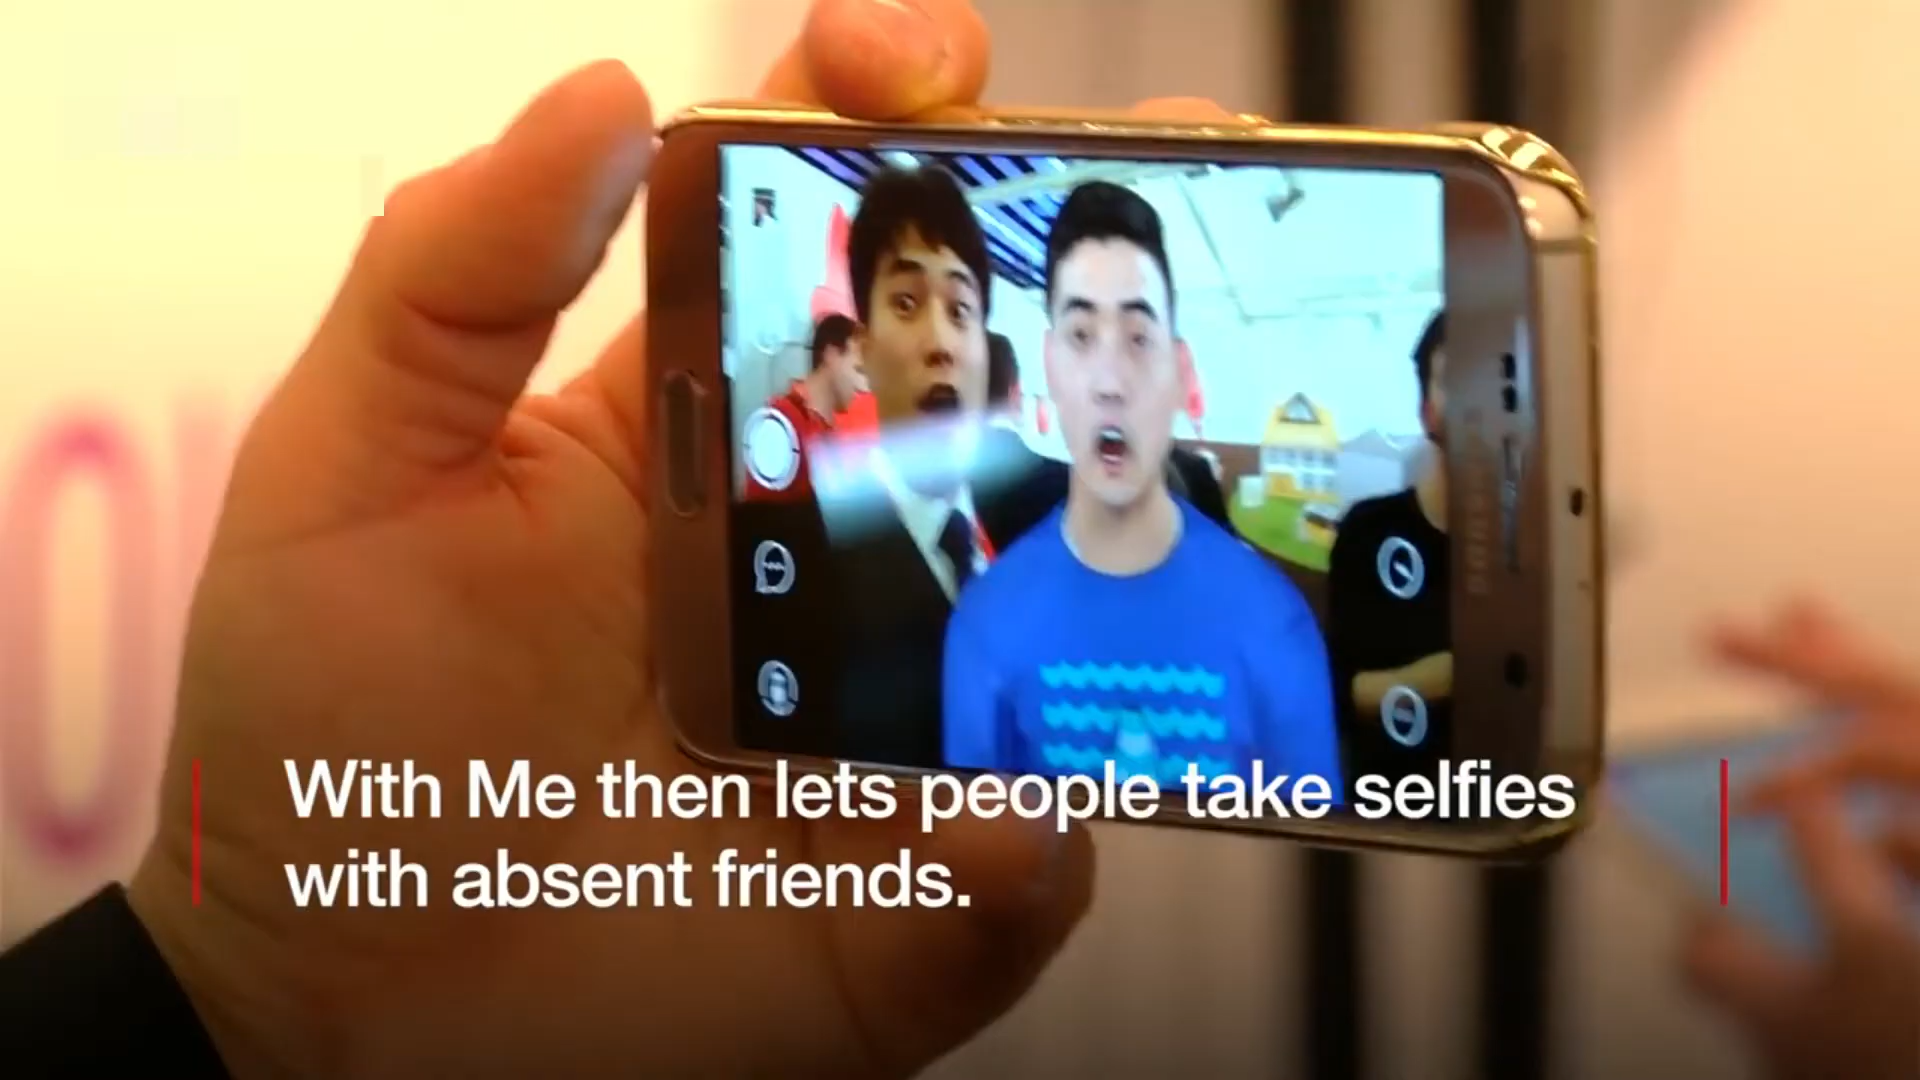 With Me then lets people take selfies
with absent friends.